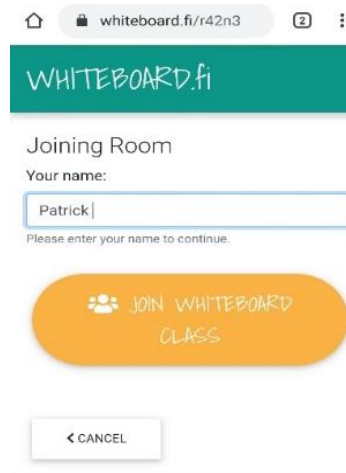 whiteboard.fi/r42n3 2
WHITEBOARD.fi
Joining Room
Your name:
Patrick
Please enter your name to continue.
JOIN WHITEBOARD
CLASS
< CANCEL